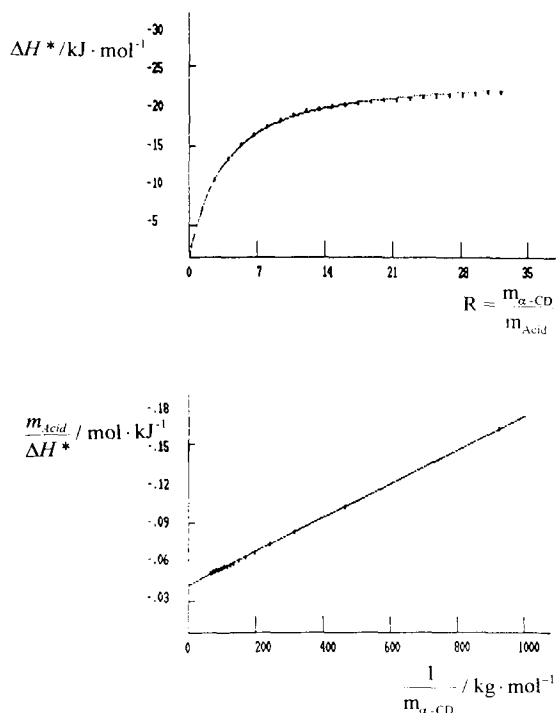 ΔH*/kJ·mol⁻¹
-30
-25
-20
-15
-10
-5
0 7 14 21 28 35
R = m_α-CD / m_Acid
m_Acid / ΔH* / mol·kJ⁻¹
-.18
-.15
-.12
-.09
-.06
-.03
0 200 400 600 800 1000
1 / m_α-CD / kg·mol⁻¹